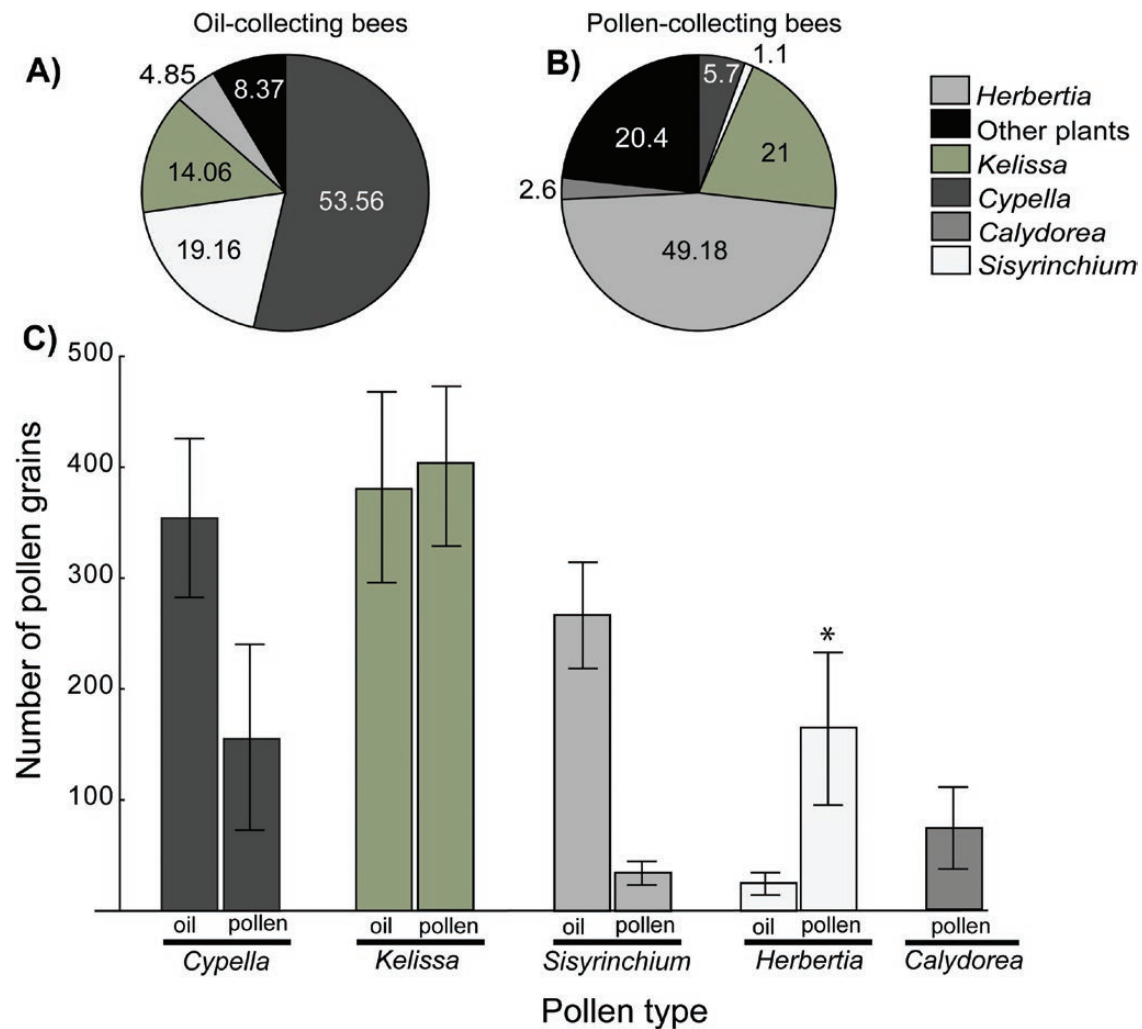 Oil-collecting bees
Pollen-collecting bees
A)
4.85
8.37
14.06
53.56
19.16
B)
1.1
5.7
20.4
21
2.6
49.18
Herbertia
Other plants
Kelissa
Cypella
Calydorea
Sisyrinchium
C)
Number of pollen grains
500
400
300
200
100
*
oil pollen
oil pollen
oil pollen
oil pollen
pollen
Cypella
Kelissa
Sisyrinchium
Herbertia
Calydorea
Pollen type